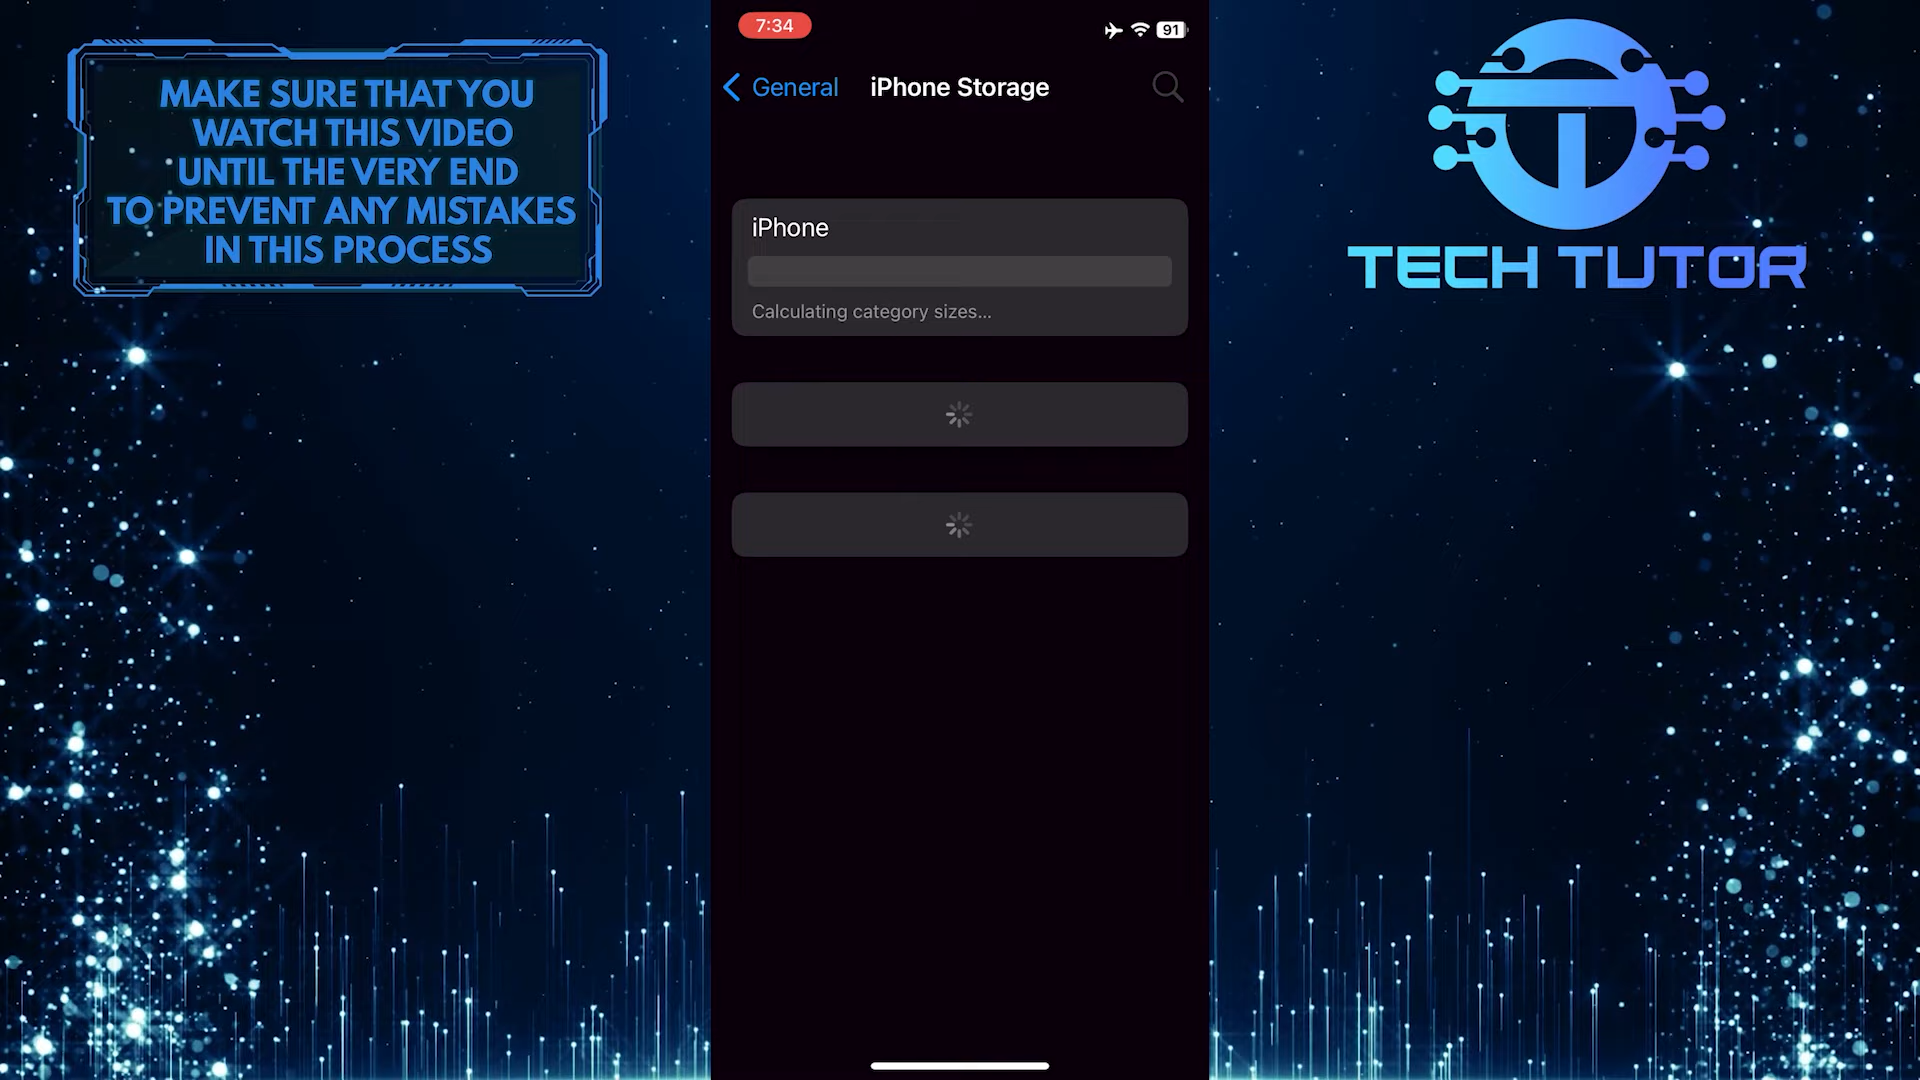 MAKE SURE THAT YOU
WATCH THIS VIDEO
UNTIL THE VERY END
TO PREVENT ANY MISTAKES
IN THIS PROCESS
7:34
91
General
iPhone Storage
iPhone
Calculating category sizes...
TECH TUTOR